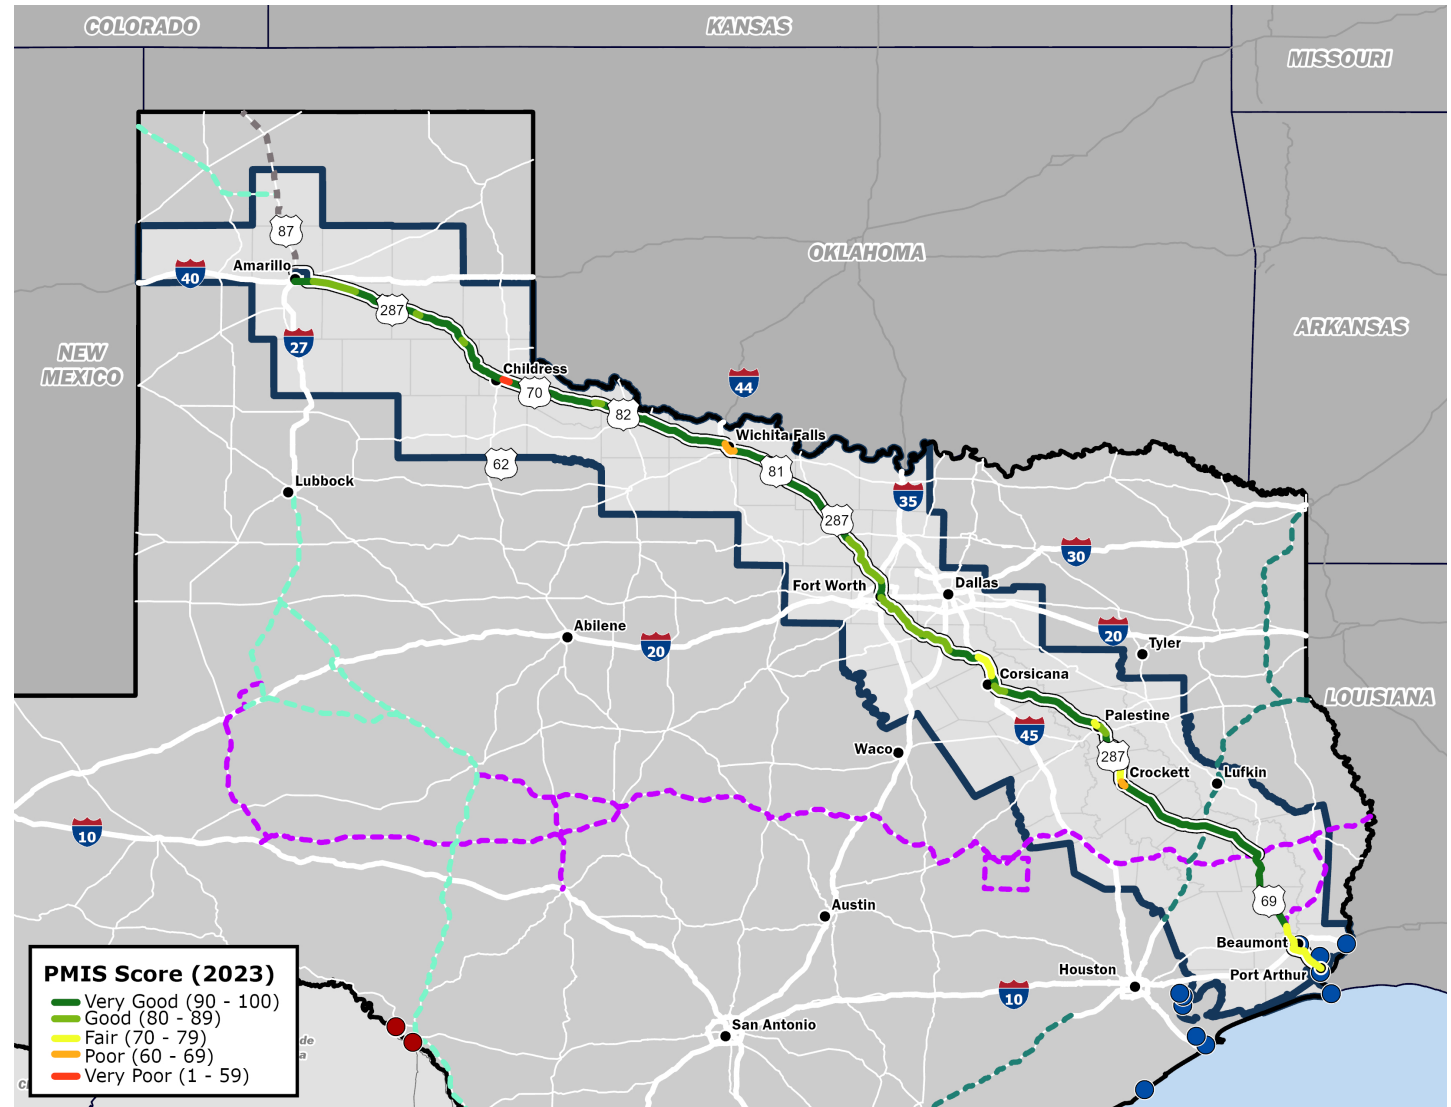 COLORADO
KANSAS
MISSOURI
87
OKLAHOMA
Amarillo
40
287
ARKANSAS
27
NEW
MEXICO
Childress
44
70
82
Wichita Falls
62
81
Lubbock
35
287
30
Fort Worth
Dallas
Abilene
20
20
Tyler
Corsicana
LOUISIANA
Palestine
45
Waco
287
Crockett
Lufkin
10
69
Austin
Beaumont
Port Arthur
Houston
10
San Antonio
PMIS Score (2023)
Very Good (90 - 100)
Good (80 - 89)
Fair (70 - 79)
Poor (60 - 69)
Very Poor (1 - 59)
de